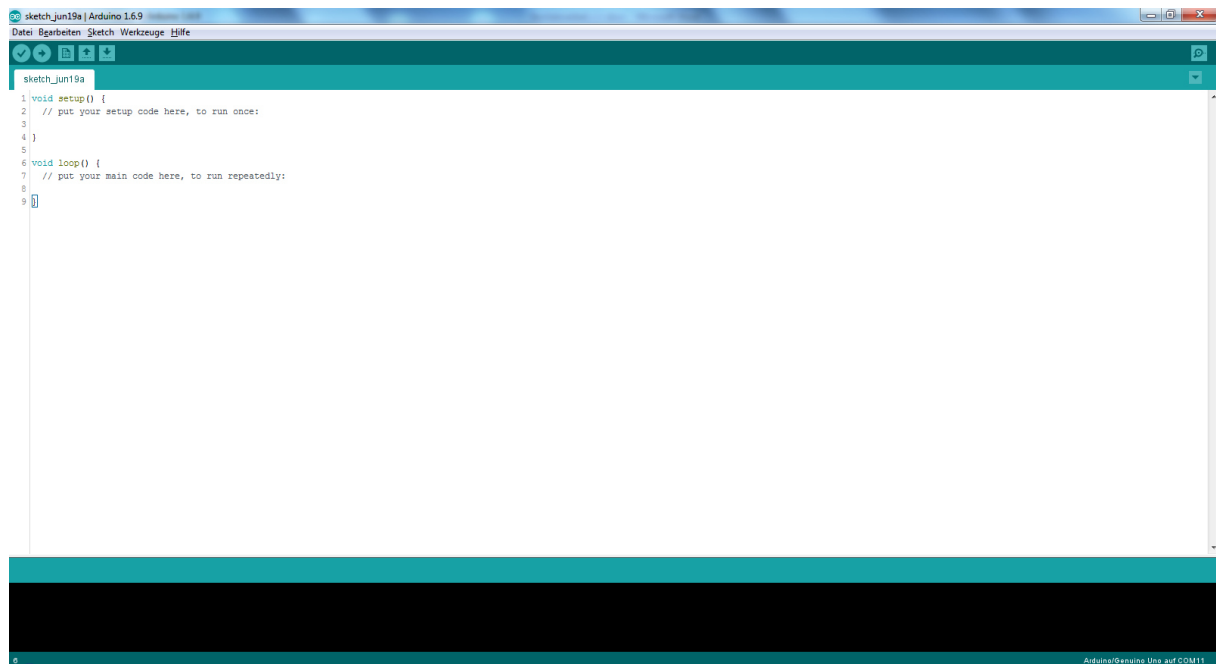 sketch_jun19a | Arduino 1.6.9
Datei Bearbeiten Sketch Werkzeuge Hilfe
sketch_jun19a
1 void setup() {
2 // put your setup code here, to run once:
3
4 }
5
6 void loop() {
7 // put your main code here, to run repeatedly:
8
9 }
Arduino/Genuino Uno auf COM11